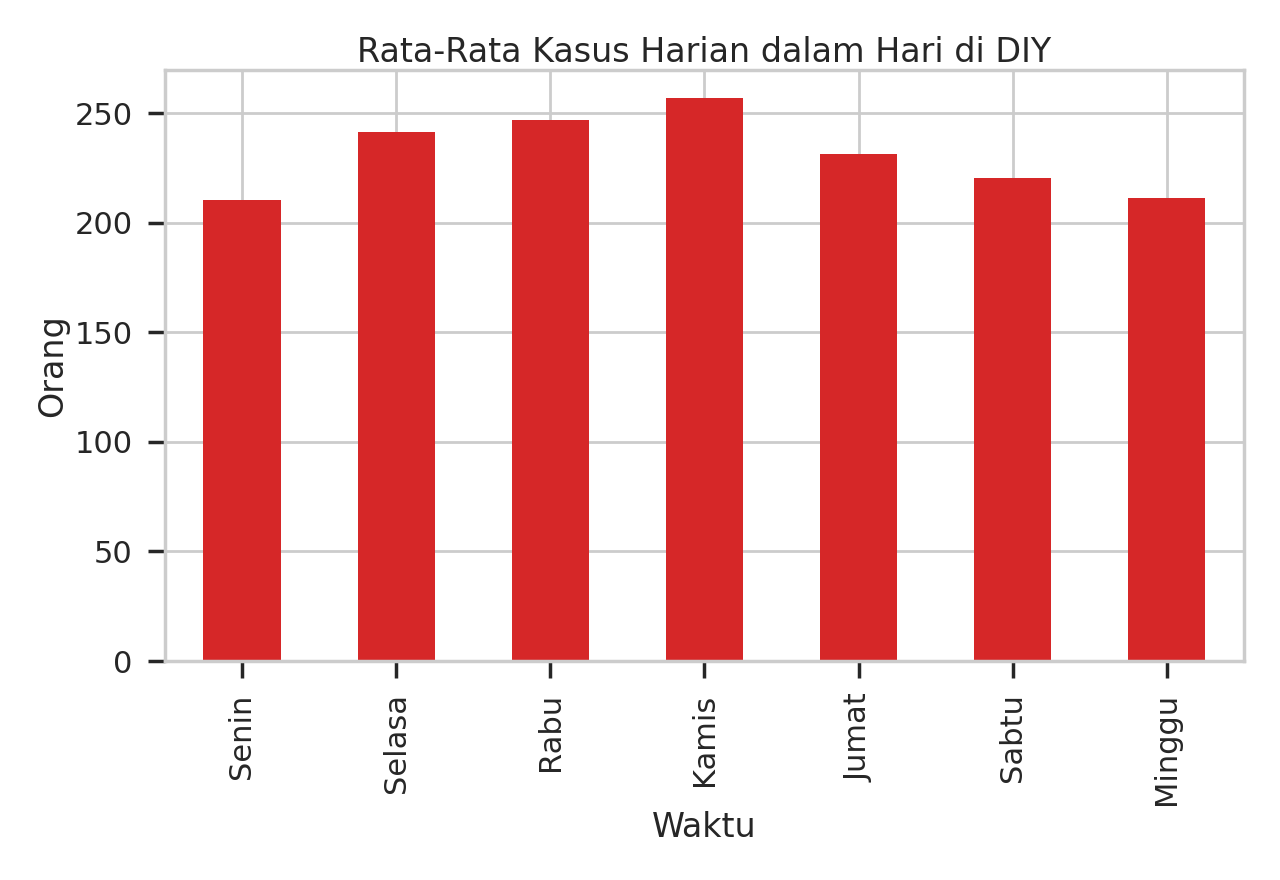 Rata-Rata Kasus Harian dalam Hari di DIY
Orang
250
200
150
100
50
0
Senin
Selasa
Rabu
Kamis
Jumat
Sabtu
Minggu
Waktu